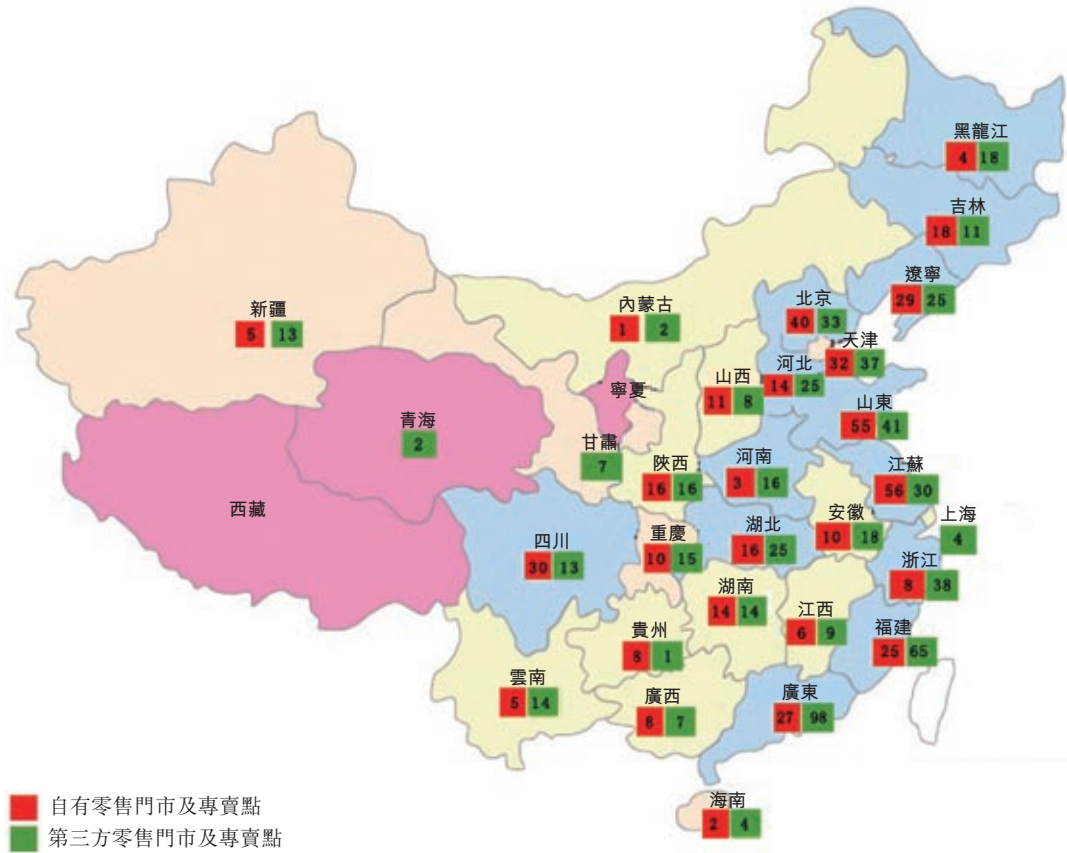 黑龍江
4 18
吉林
18 11
遼寧
29 25
北京
40 33
天津
32 37
新疆
5 13
內蒙古
1 2
河北
14 25
山西
11 8
寧夏
山東
55 41
青海
2
甘肅
7
陝西
16 16
河南
3 16
江蘇
56 30
西藏
四川
30 13
重慶
10 15
湖北
16 25
安徽
10 18
上海
4
浙江
8 38
湖南
14 14
江西
6 9
福建
25 65
貴州
8 1
雲南
5 14
廣西
8 7
廣東
27 98
海南
2 4
自有零售門市及專賣點
第三方零售門市及專賣點